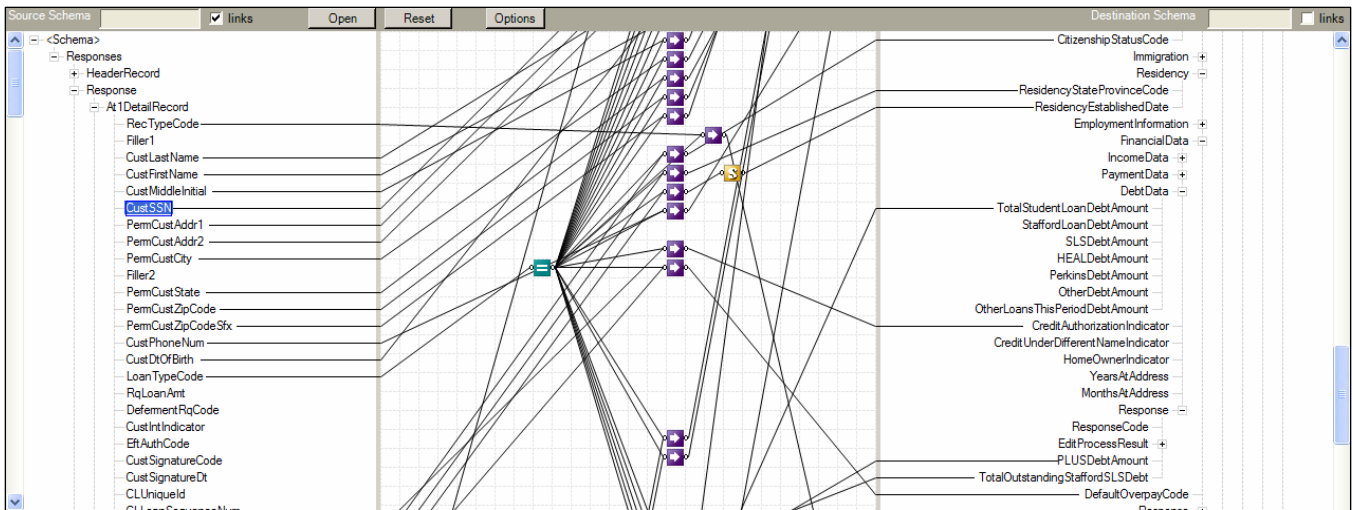 Source Schema links Open Reset Options Destination Schema links
<Schema>
Responses
HeaderRecord
Response
At1DetailRecord
RecTypeCode
Filler1
CustLastName
CustFirstName
CustMiddleInitial
CustSSN
PermCustAddr1
PermCustAddr2
PermCustCity
Filler2
PermCustState
PermCustZipCode
PermCustZipCodeSfx
CustPhoneNum
CustDtOfBirth
LoanTypeCode
RqLoanAmt
DefermentRqCode
CustIntIndicator
EftAuthCode
CustSignatureCode
CustSignatureDt
CLUniqueId
CLLoanSequenceNum
CitizenshipStatusCode
Immigration
Residency
ResidencyStateProvinceCode
ResidencyEstablishedDate
EmploymentInformation
FinancialData
IncomeData
PaymentData
DebtData
TotalStudentLoanDebtAmount
StaffordLoanDebtAmount
SLSDebtAmount
HEALDebtAmount
PerkinsDebtAmount
OtherDebtAmount
OtherLoansThisPeriodDebtAmount
CreditAuthorizationIndicator
CreditUnderDifferentNameIndicator
HomeOwnerIndicator
YearsAtAddress
MonthsAtAddress
Response
ResponseCode
EditProcessResult
PLUSDebtAmount
TotalOutstandingStaffordSLSDebt
DefaultOverpayCode
Response